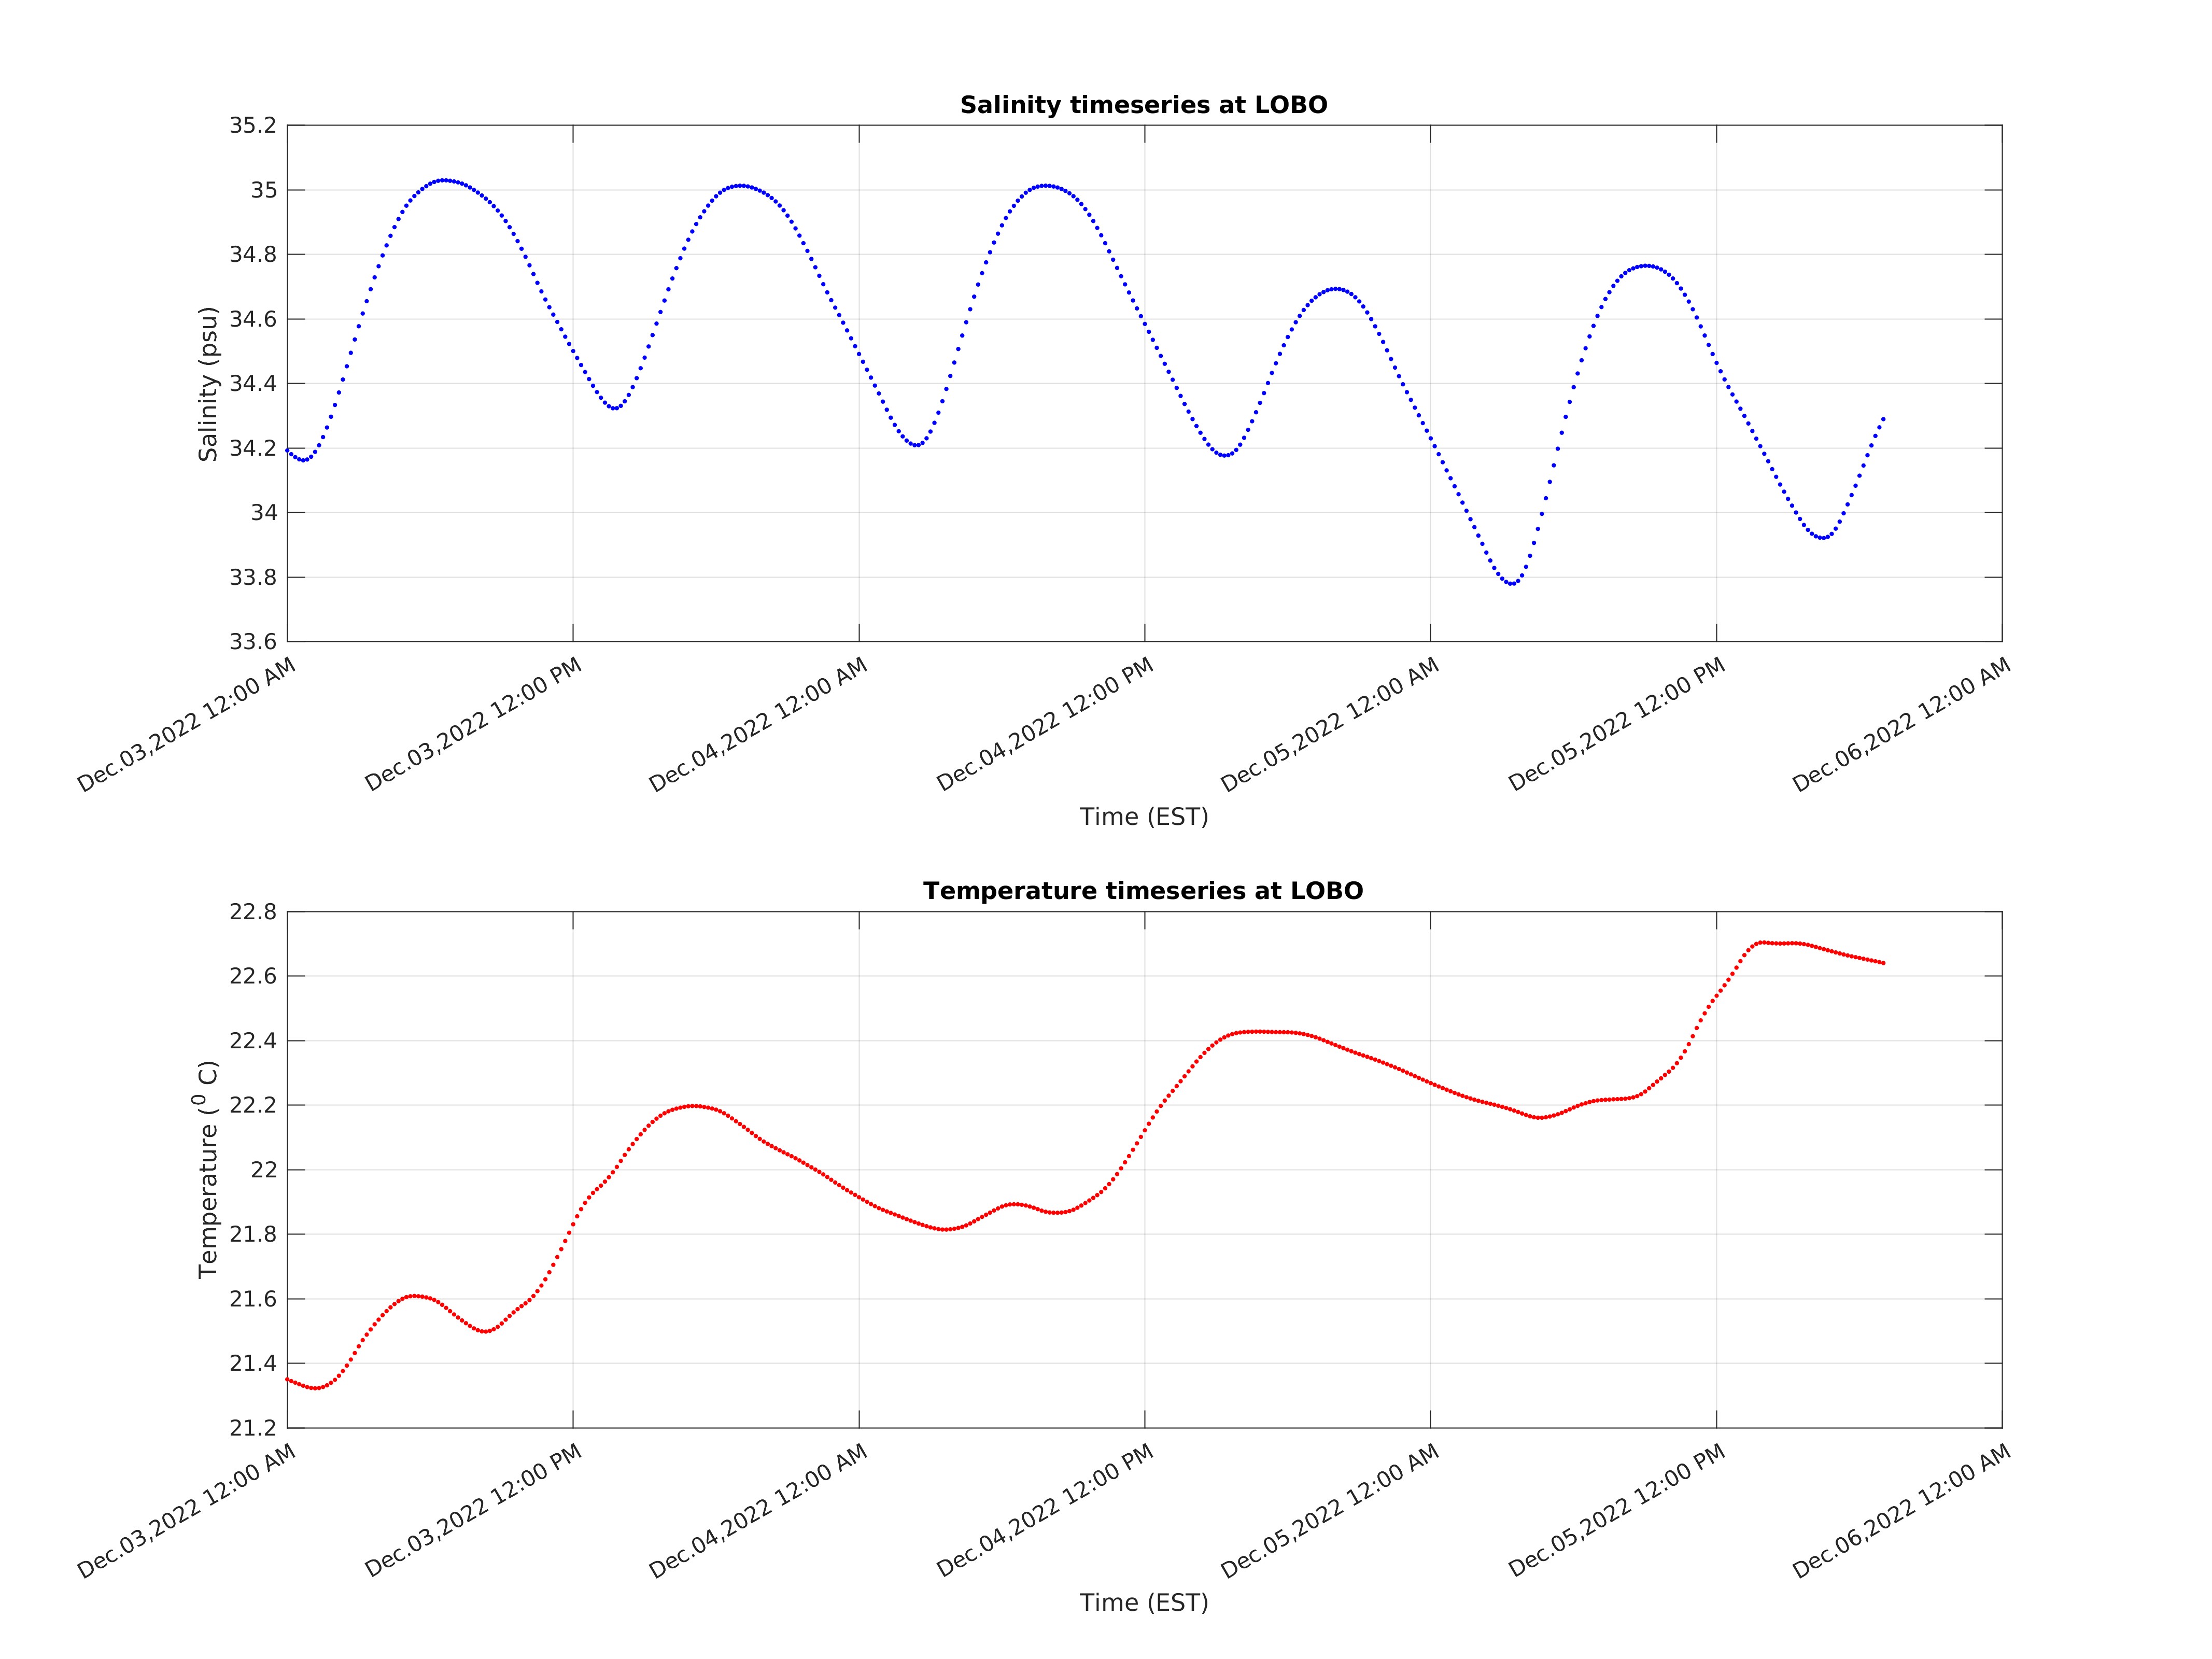 Salinity timeseries at LOBO
35.2
35
34.8
34.6
34.4
34.2
34
33.8
33.6
Salinity (psu)
Dec.03,2022 12:00 AM
Dec.03,2022 12:00 PM
Dec.04,2022 12:00 AM
Dec.04,2022 12:00 PM
Dec.05,2022 12:00 AM
Dec.05,2022 12:00 PM
Dec.06,2022 12:00 AM
Time (EST)
Temperature timeseries at LOBO
22.8
22.6
22.4
22.2
22
21.8
21.6
21.4
21.2
Temperature (⁰ C)
Dec.03,2022 12:00 AM
Dec.03,2022 12:00 PM
Dec.04,2022 12:00 AM
Dec.04,2022 12:00 PM
Dec.05,2022 12:00 AM
Dec.05,2022 12:00 PM
Dec.06,2022 12:00 AM
Time (EST)